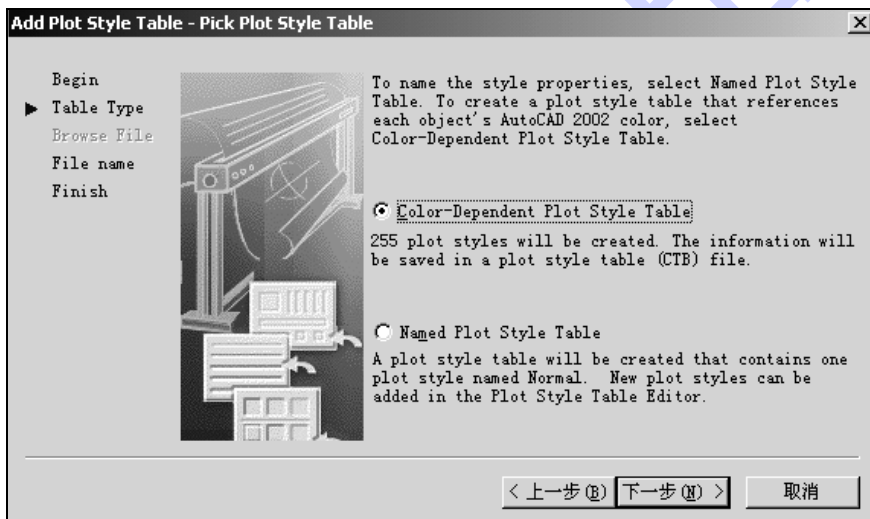 Add Plot Style Table - Pick Plot Style Table
Begin
Table Type
Browse File
File name
Finish
To name the style properties, select Named Plot Style
Table. To create a plot style table that references
each object's AutoCAD 2002 color, select
Color-Dependent Plot Style Table.
Color-Dependent Plot Style Table
255 plot styles will be created. The information will
be saved in a plot style table (CTB) file.
Named Plot Style Table
A plot style table will be created that contains one
plot style named Normal. New plot styles can be
added in the Plot Style Table Editor.
< 上一步(B) 下一步(N) > 取消